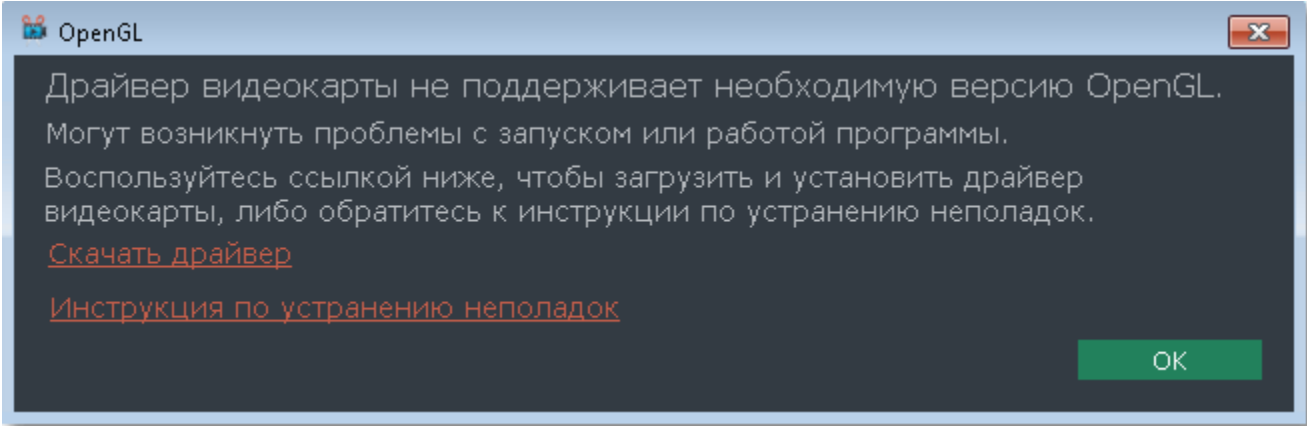 OpenGL
Драйвер видеокарты не поддерживает необходимую версию OpenGL.
Могут возникнуть проблемы с запуском или работой программы.
Воспользуйтесь ссылкой ниже, чтобы загрузить и установить драйвер
видеокарты, либо обратитесь к инструкции по устранению неполадок.
Скачать драйвер
Инструкция по устранению неполадок
OK